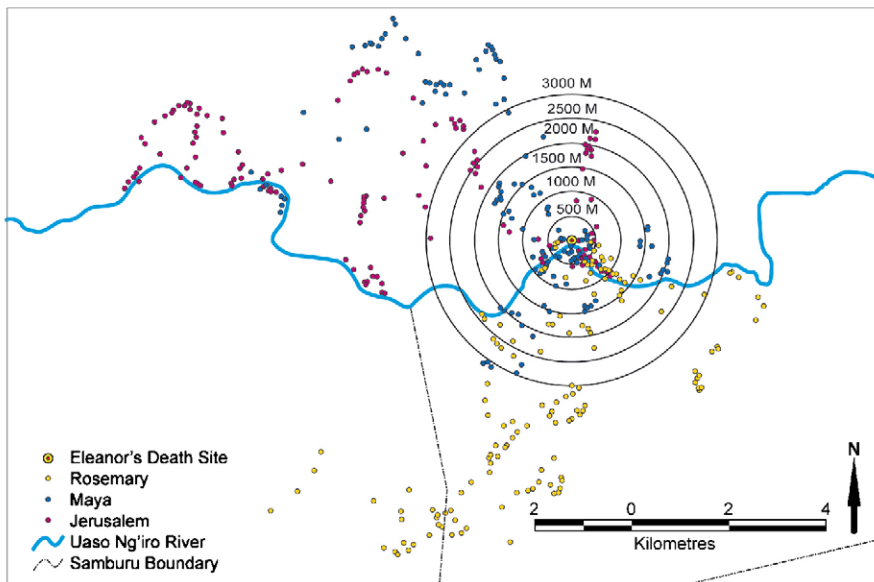 3000 M
2500 M
2000 M
1500 M
1000 M
500 M
Eleanor's Death Site
Rosemary
Maya
Jerusalem
Uaso Ng'iro River
Samburu Boundary
N
2 0 2 4
Kilometres